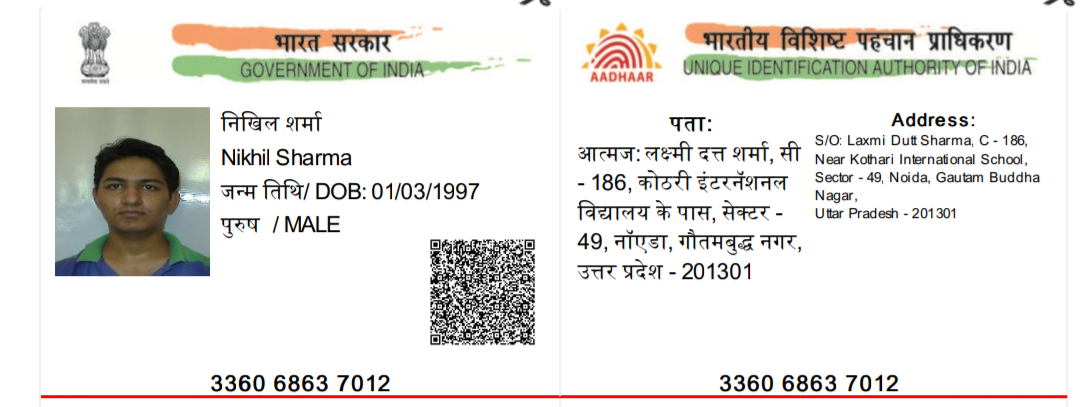 भारत सरकार
GOVERNMENT OF INDIA
निखिल शर्मा
Nikhil Sharma
जन्म तिथि/ DOB: 01/03/1997
पुरुष / MALE
3360 6863 7012
AADHAAR
भारतीय विशिष्ट पहचान प्राधिकरण
UNIQUE IDENTIFICATION AUTHORITY OF INDIA
पता:
आत्मज: लक्ष्मी दत्त शर्मा, सी
- 186, कोठरी इंटरनॅशनल
विद्यालय के पास, सेक्टर -
49, नॉएडा, गौतमबुद्ध नगर,
उत्तर प्रदेश - 201301
Address:
S/O: Laxmi Dutt Sharma, C - 186,
Near Kothari International School,
Sector - 49, Noida, Gautam Buddha
Nagar,
Uttar Pradesh - 201301
3360 6863 7012